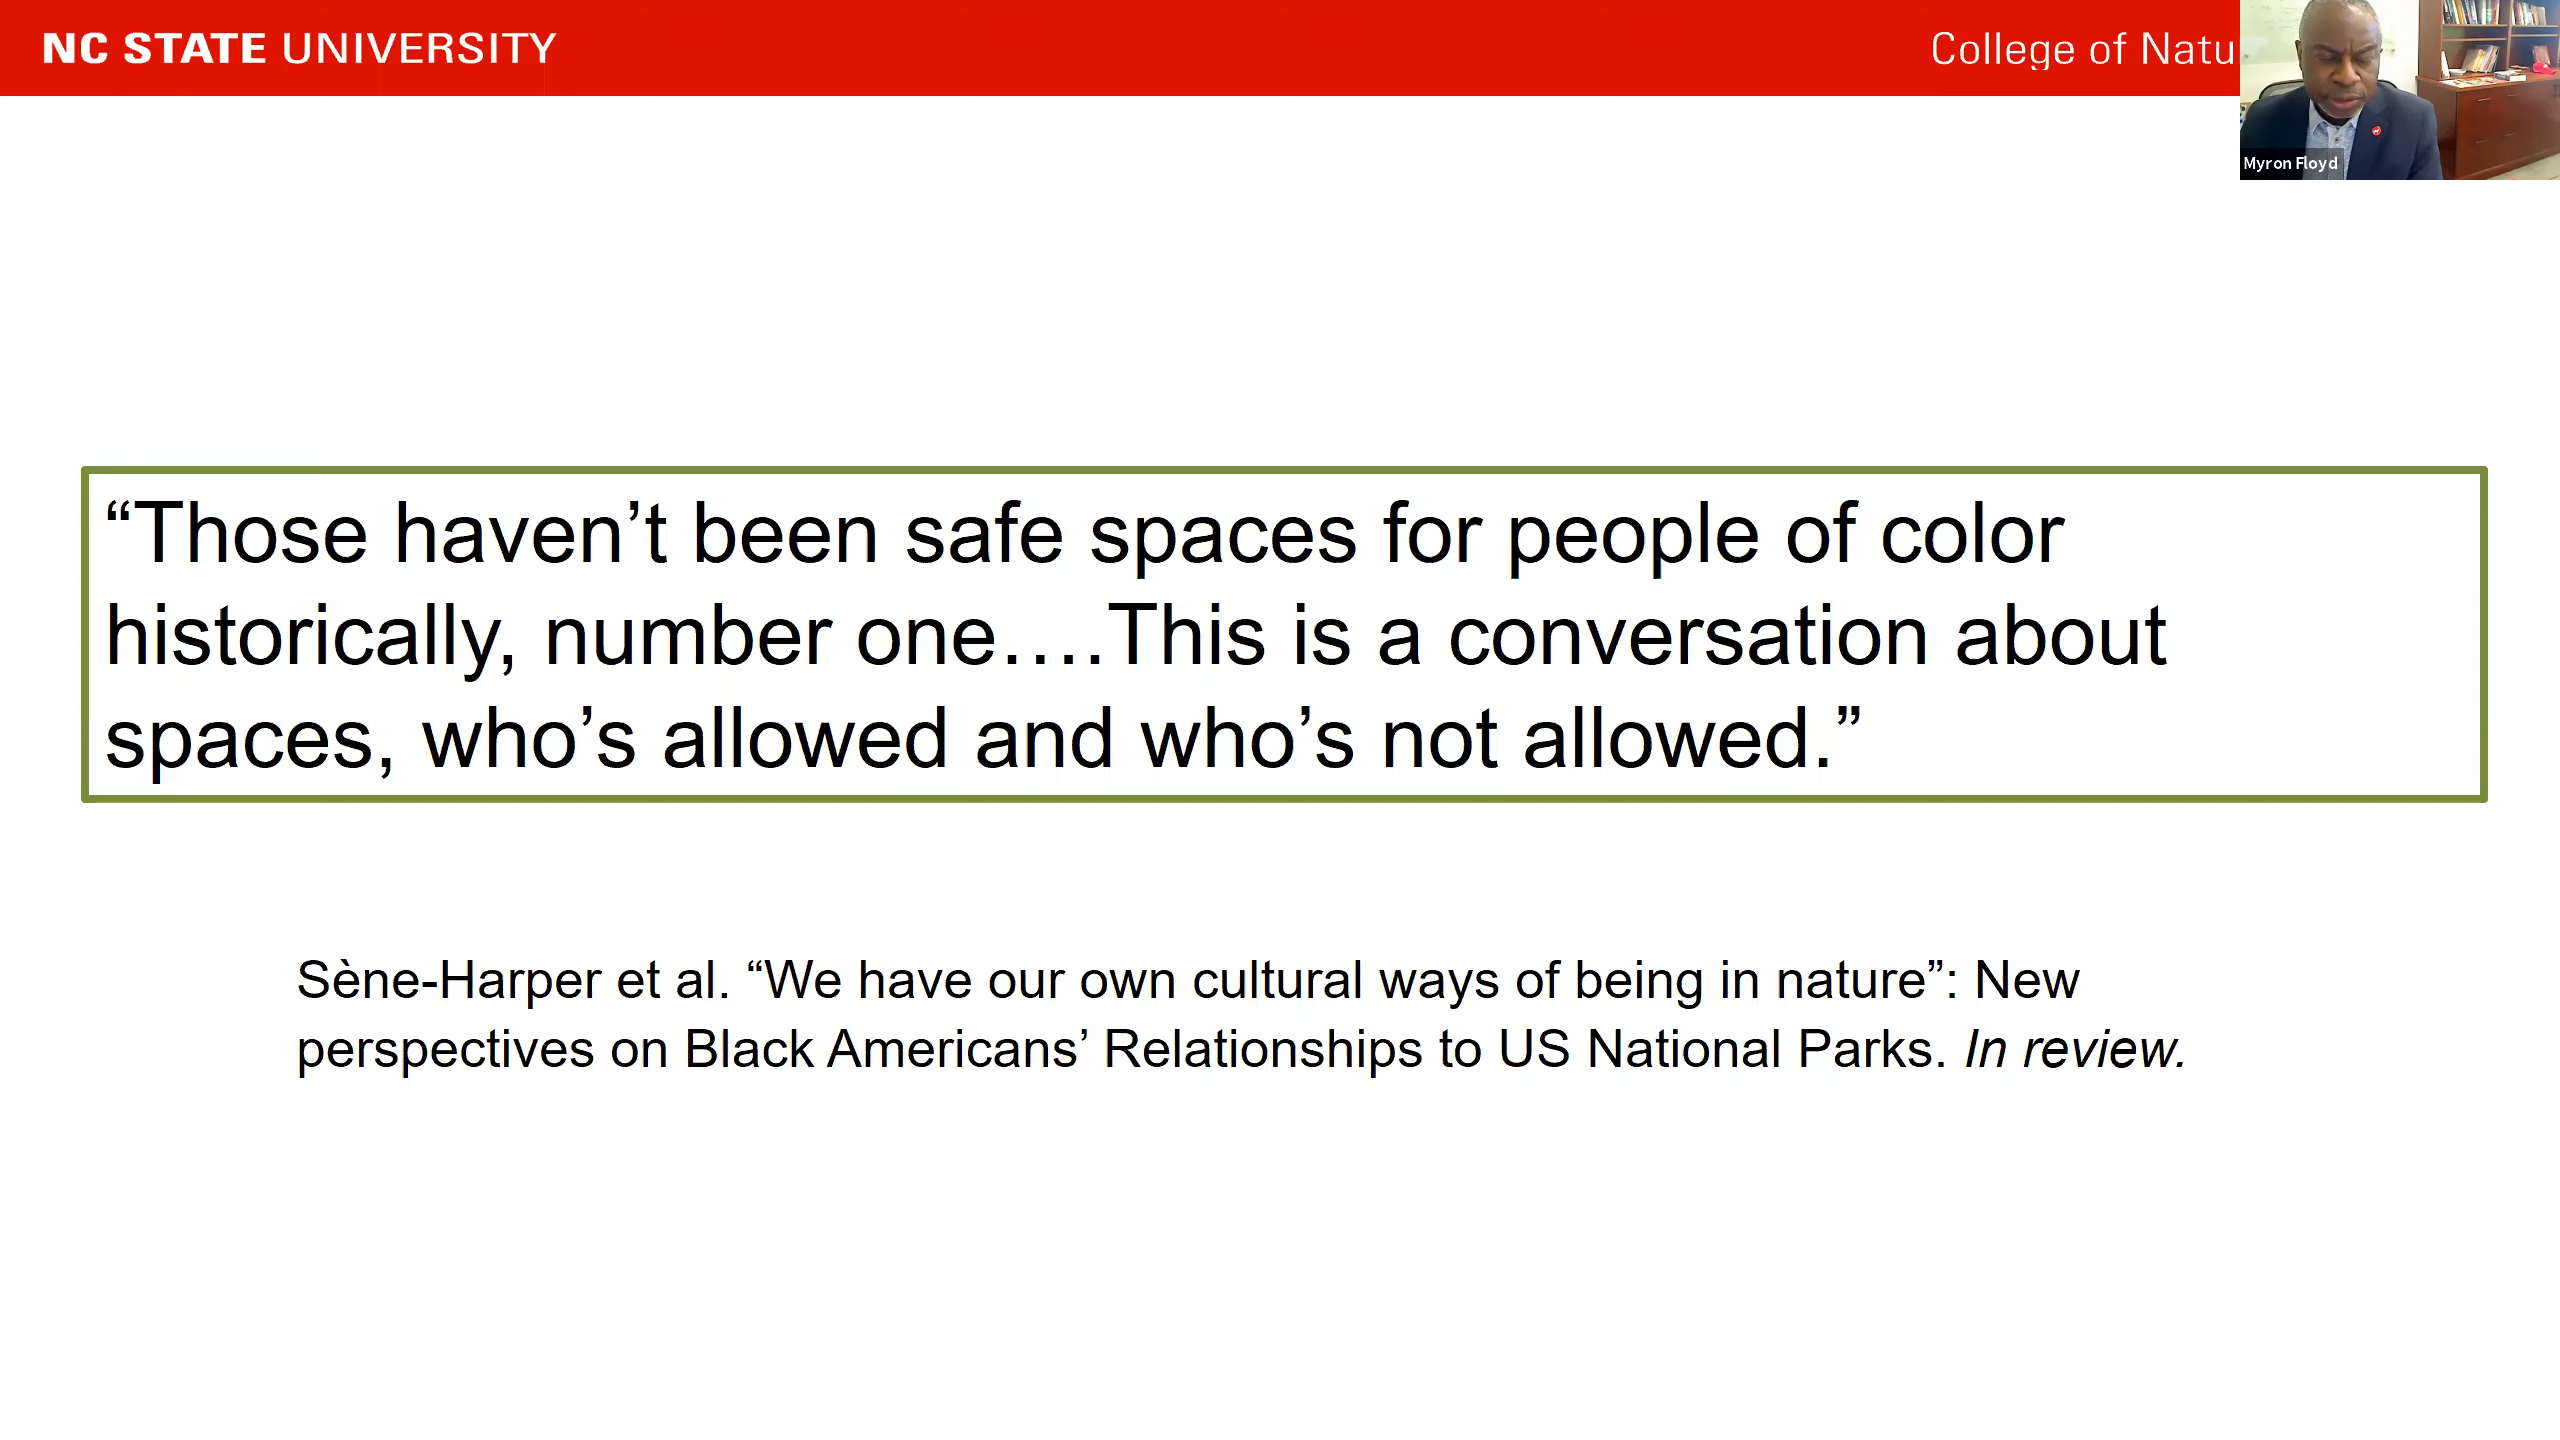 NC STATE UNIVERSITY
College of Natu
Myron Floyd
“Those haven’t been safe spaces for people of color
historically, number one….This is a conversation about
spaces, who’s allowed and who’s not allowed.”
Sène-Harper et al. “We have our own cultural ways of being in nature”: New
perspectives on Black Americans’ Relationships to US National Parks. In review.